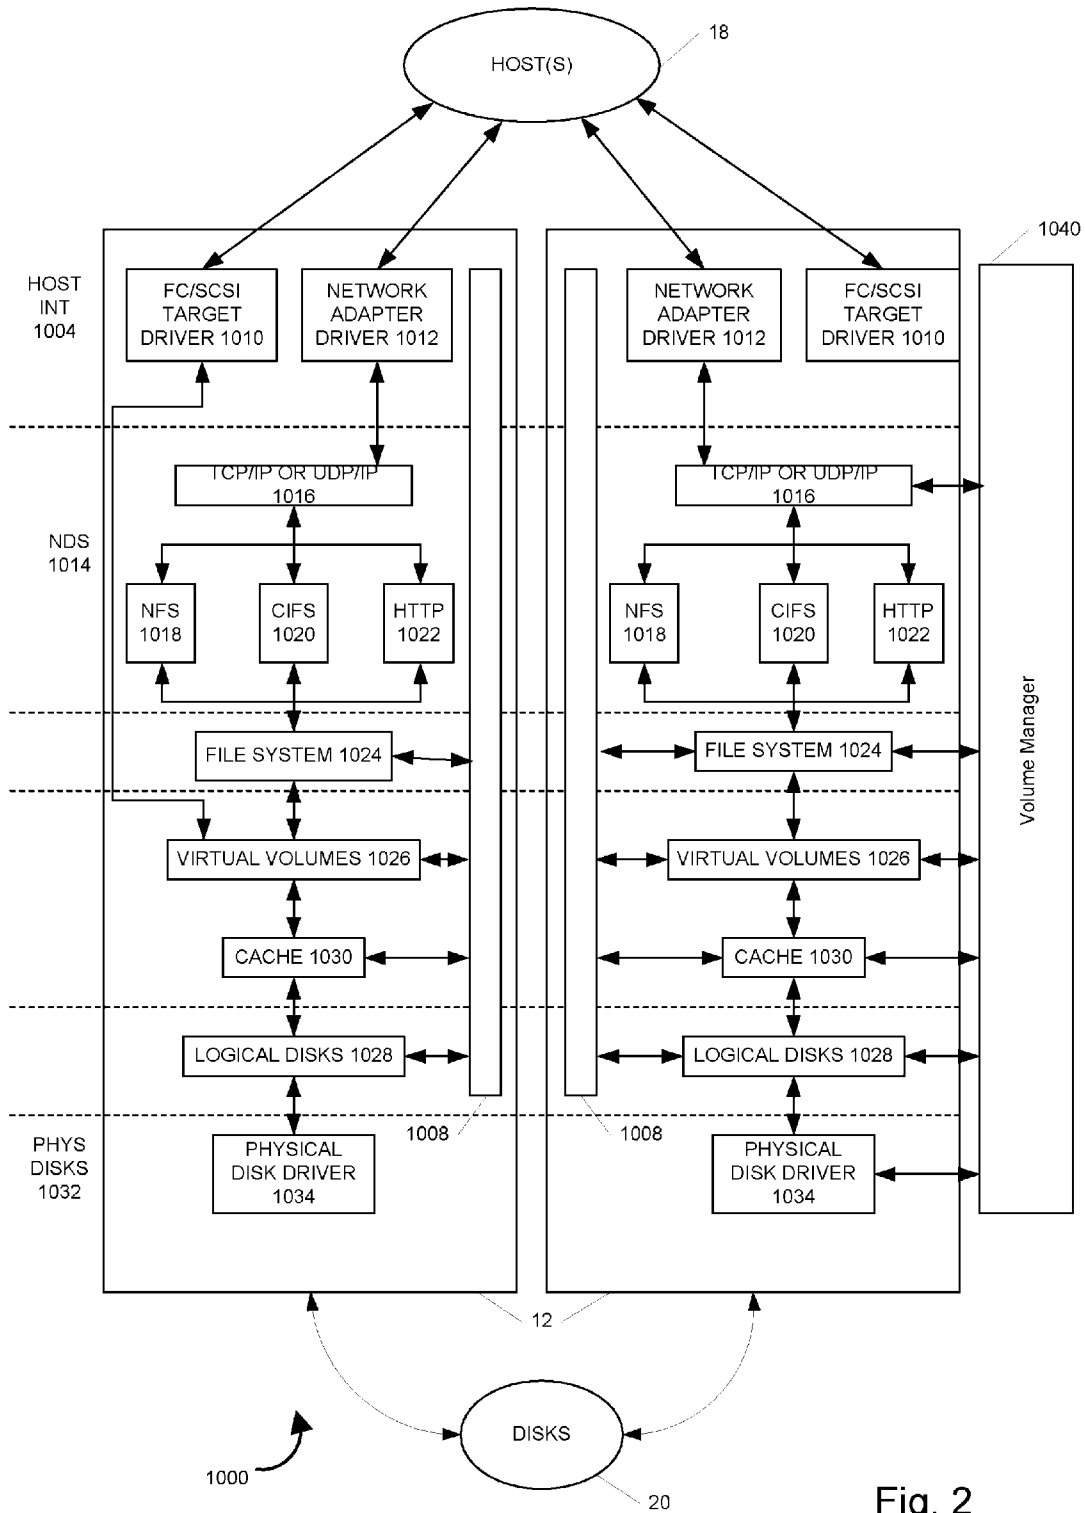 18
HOST(S)
1040
HOST
INT
1004
FC/SCSI
TARGET
DRIVER 1010
NETWORK
ADAPTER
DRIVER 1012
NETWORK
ADAPTER
DRIVER 1012
FC/SCSI
TARGET
DRIVER 1010
TCP/IP OR UDP/IP
1016
TCP/IP OR UDP/IP
1016
NDS
1014
NFS
1018
CIFS
1020
HTTP
1022
NFS
1018
CIFS
1020
HTTP
1022
Volume Manager
FILE SYSTEM 1024
FILE SYSTEM 1024
VIRTUAL VOLUMES 1026
VIRTUAL VOLUMES 1026
CACHE 1030
CACHE 1030
LOGICAL DISKS 1028
LOGICAL DISKS 1028
1008
1008
PHYS
DISKS
1032
PHYSICAL
DISK DRIVER
1034
PHYSICAL
DISK DRIVER
1034
12
DISKS
1000
20
Fig. 2